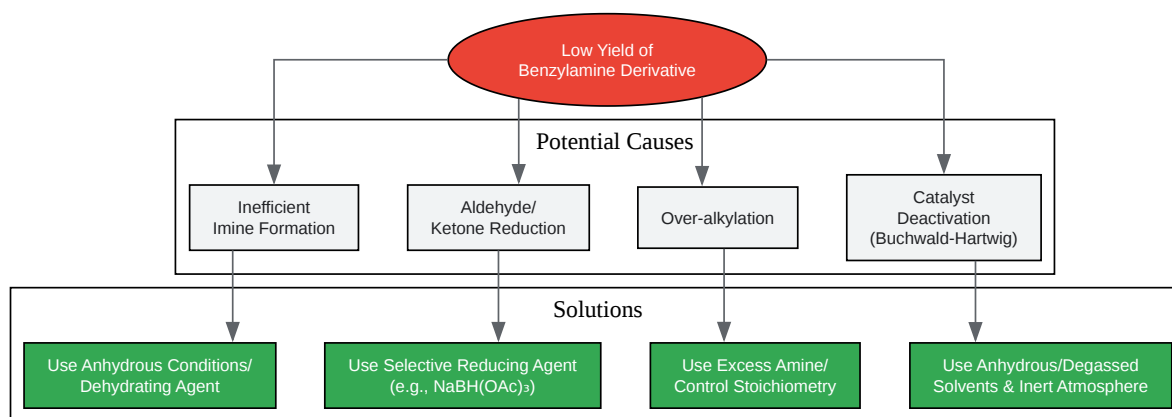 Low Yield of
Benzylamine Derivative
Potential Causes
Inefficient
Imine Formation
Aldehyde/
Ketone Reduction
Over-alkylation
Catalyst
Deactivation
(Buchwald-Hartwig)
Solutions
Use Anhydrous Conditions/
Dehydrating Agent
Use Selective Reducing Agent
(e.g., NaBH(OAc)₃)
Use Excess Amine/
Control Stoichiometry
Use Anhydrous/Degassed
Solvents & Inert Atmosphere